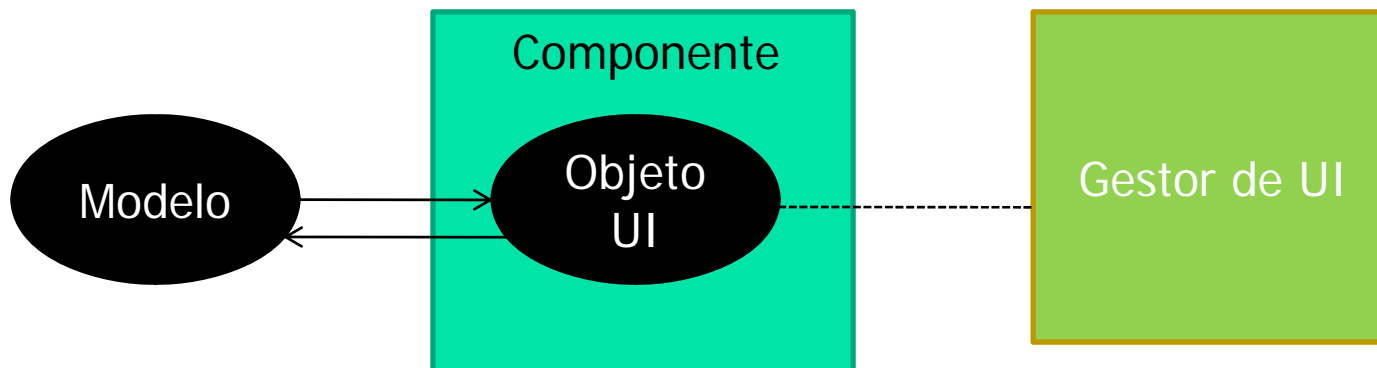 Componente
Modelo
Objeto
UI
Gestor de UI